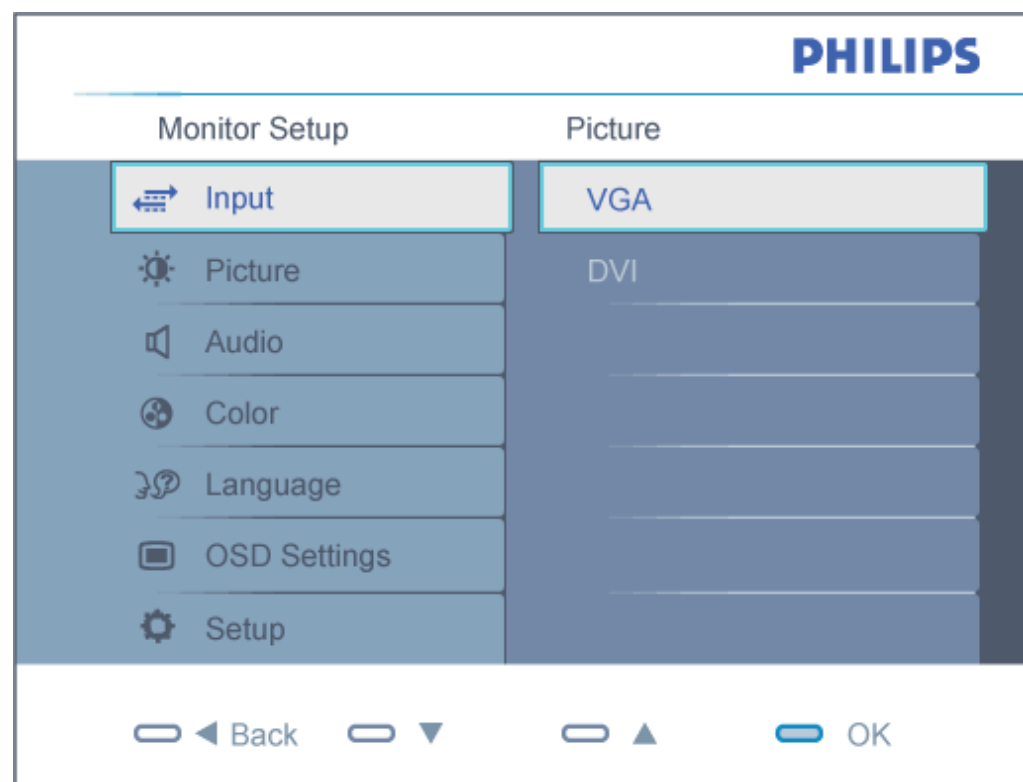 PHILIPS
Monitor Setup Picture
Input VGA
Picture DVI
Audio
Color
Language
OSD Settings
Setup
Back OK